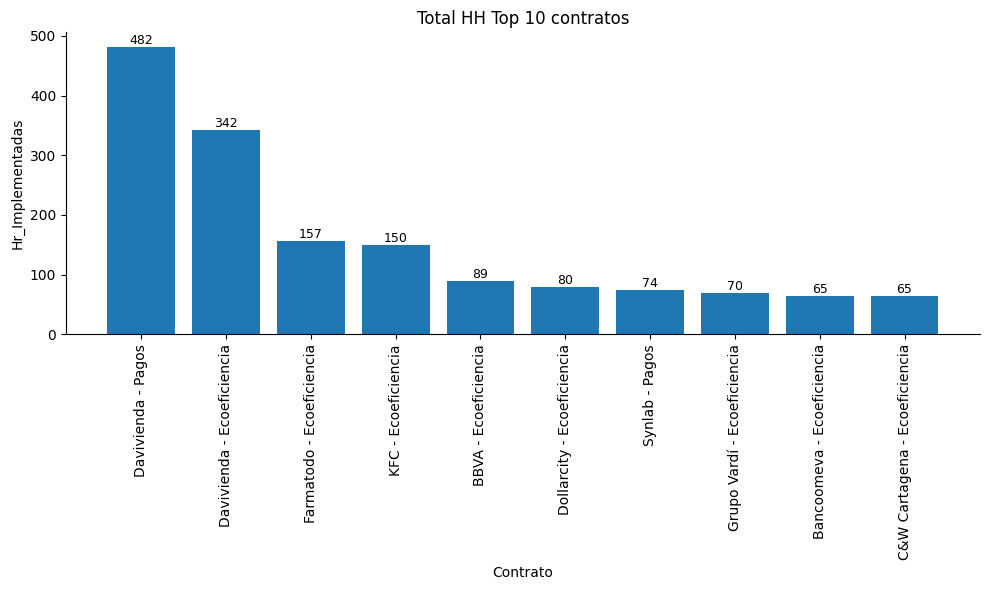 Total HH Top 10 contratos
Hr_Implementadas
500
400
300
200
100
0
482
342
157
150
89
80
74
70
65
65
Davivienda - Pagos
Davivienda - Ecoeficiencia
Farmatodo - Ecoeficiencia
KFC - Ecoeficiencia
BBVA - Ecoeficiencia
Dollarcity - Ecoeficiencia
Synlab - Pagos
Grupo Vardí - Ecoeficiencia
Bancoomeva - Ecoeficiencia
C&W Cartagena - Ecoeficiencia
Contrato